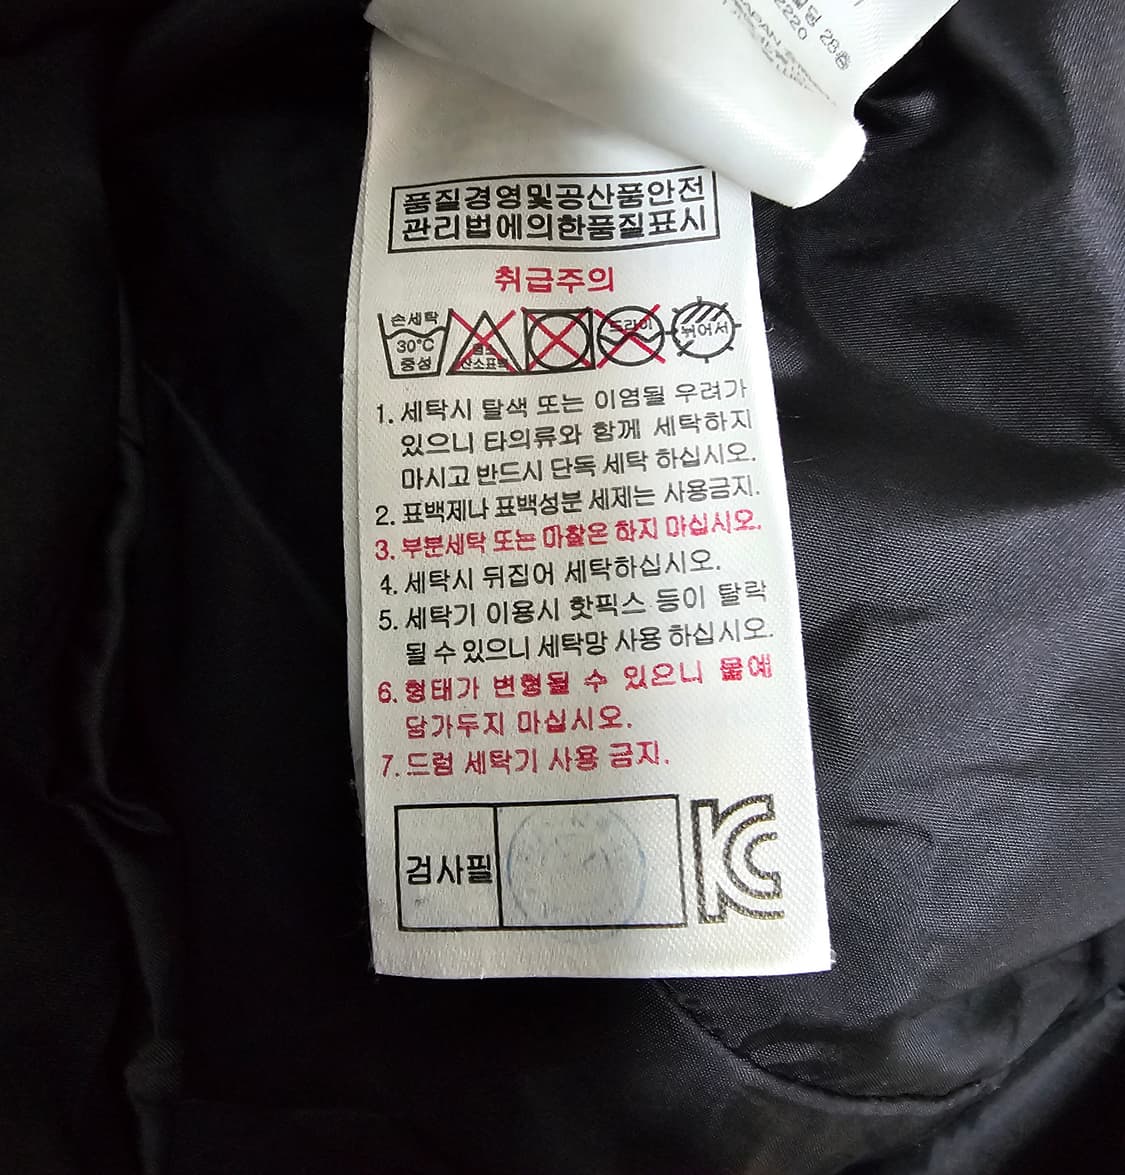 2220 28층
JAPAN
품질경영및공산품안전
관리법에의한품질표시
취급주의
손세탁
30°C
중성
염소
산소표백
드라이
뉘어서
1. 세탁시 탈색 또는 이염될 우려가
있으니 타의류와 함께 세탁하지
마시고 반드시 단독 세탁 하십시오.
2. 표백제나 표백성분 세제는 사용금지.
3. 부분세탁 또는 마찰은 하지 마십시오.
4. 세탁시 뒤집어 세탁하십시오.
5. 세탁기 이용시 핫픽스 등이 탈락
될 수 있으니 세탁망 사용 하십시오.
6. 형태가 변형될 수 있으니 물에
담가두지 마십시오.
7. 드럼 세탁기 사용 금지.
검사필
KC